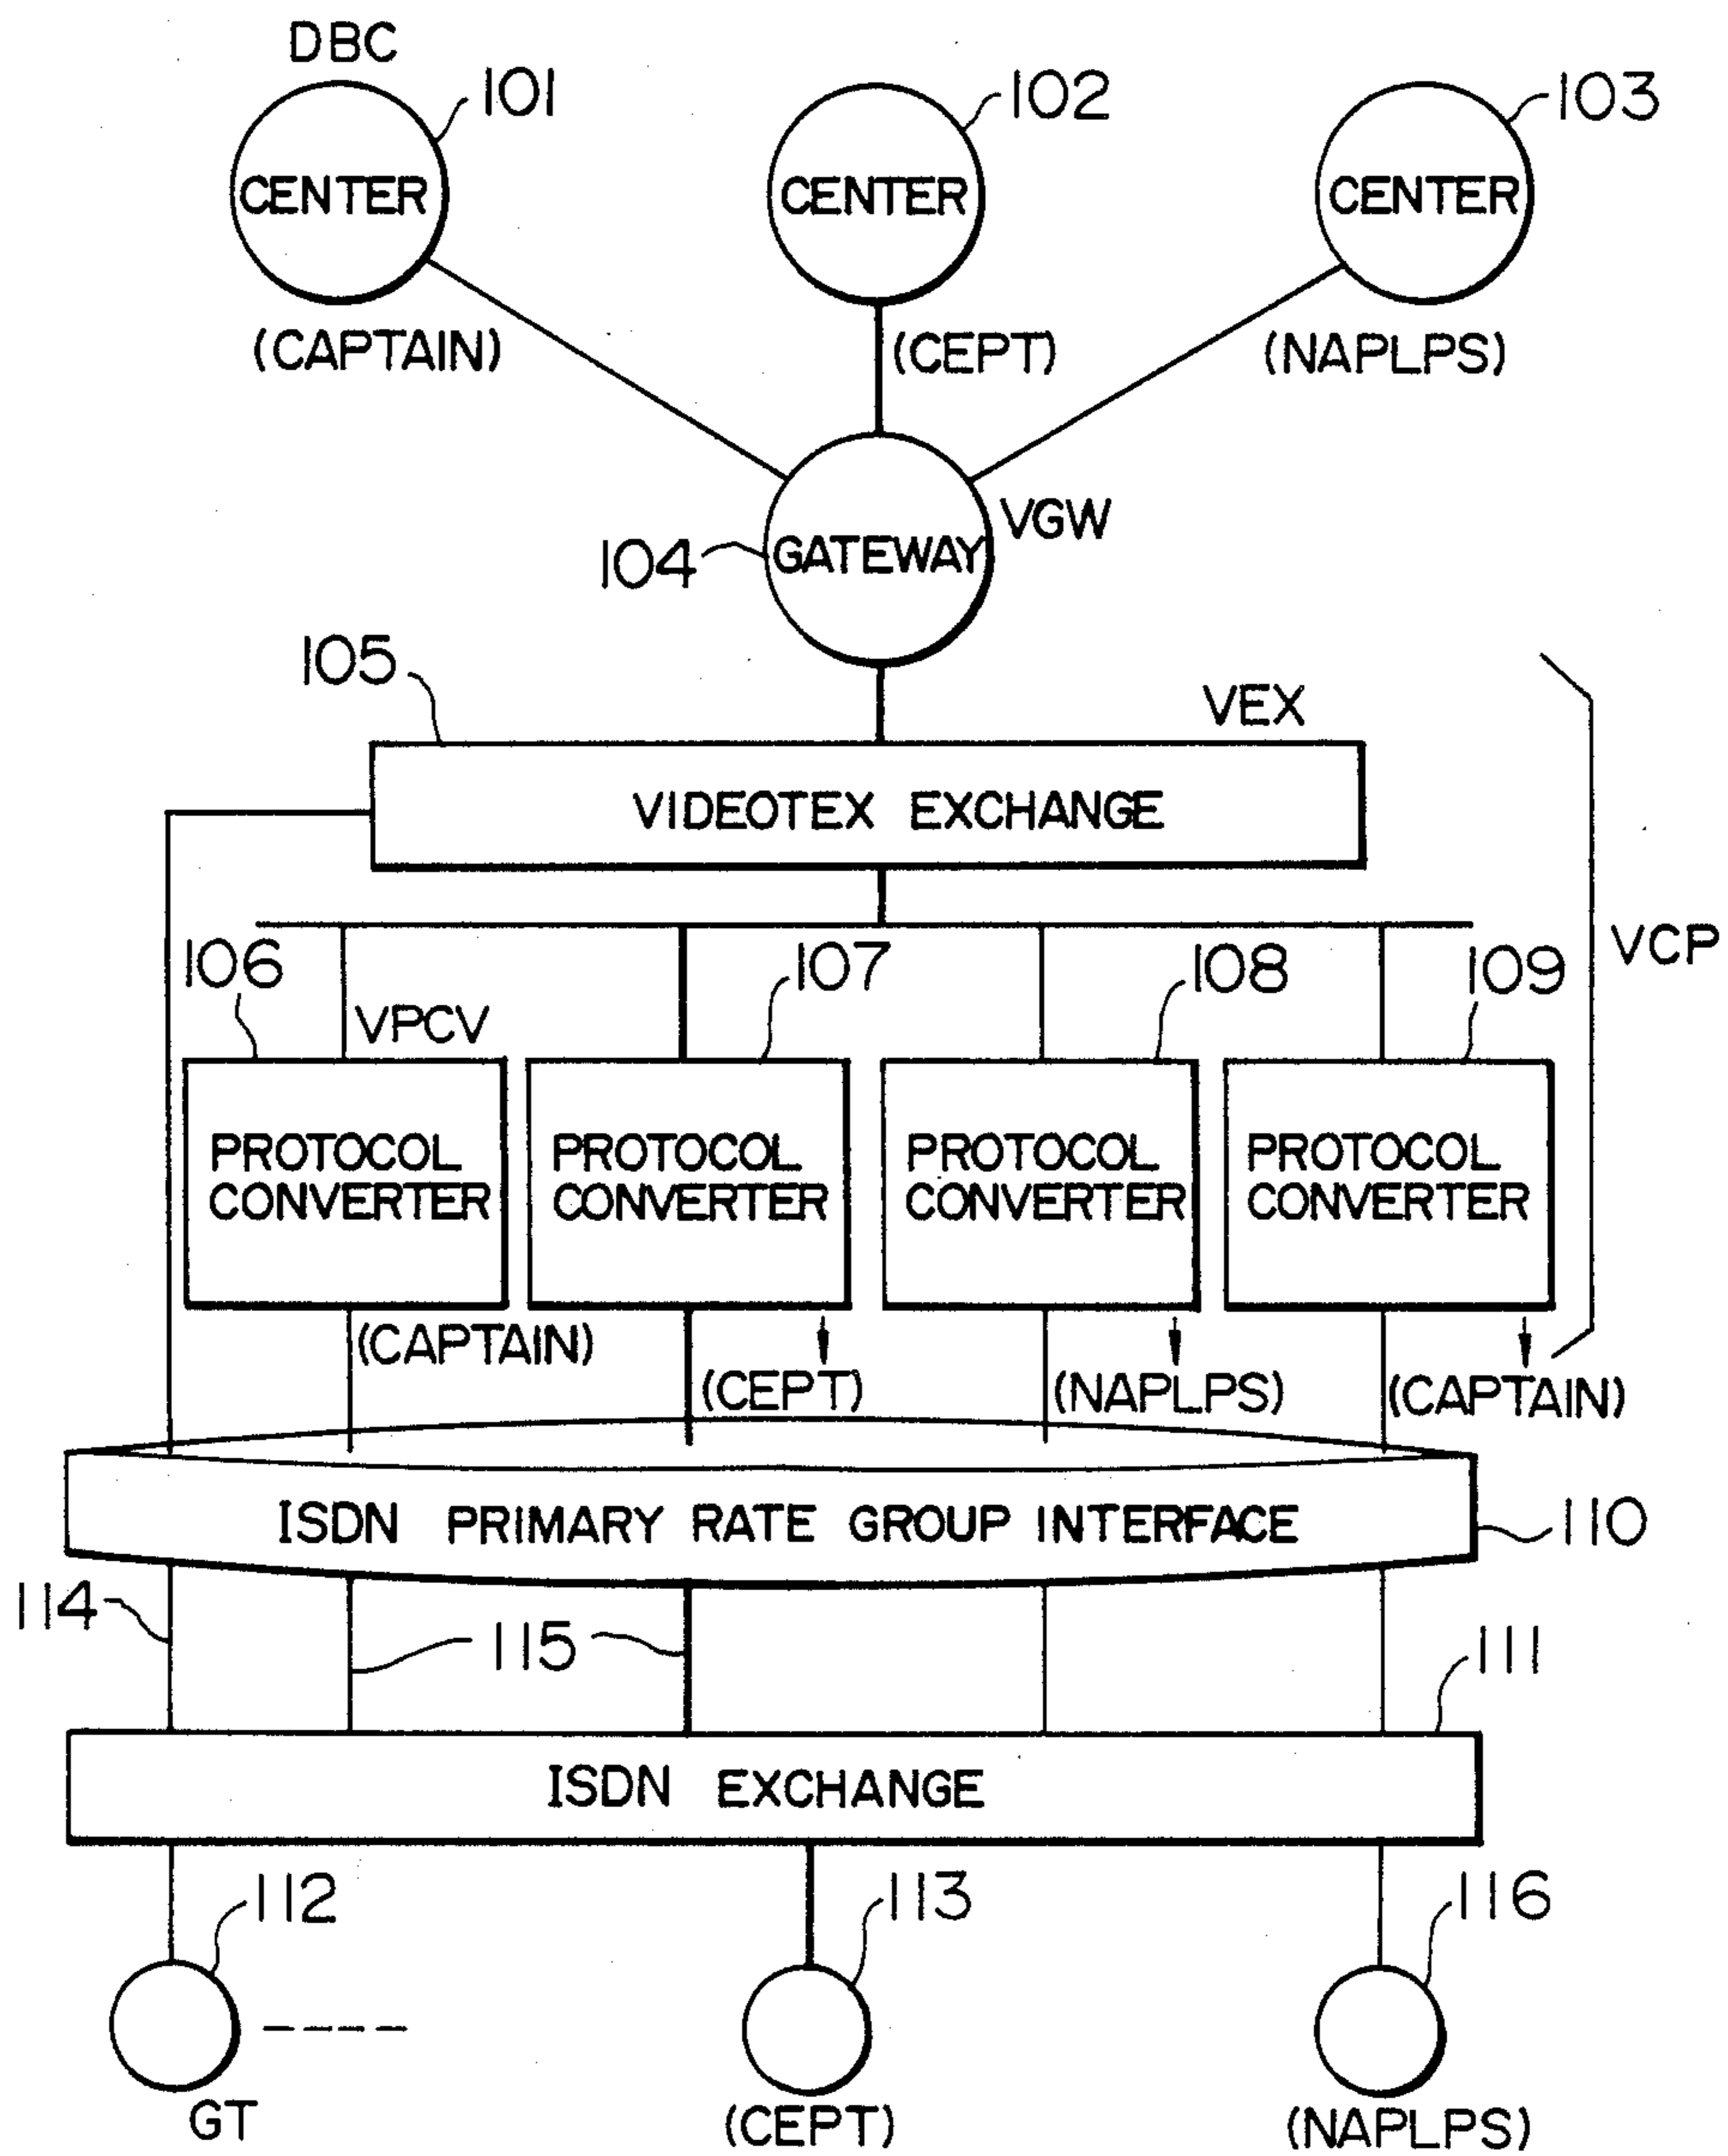 DBC
101
102
103
CENTER
CENTER
CENTER
(CAPTAIN)
(CEPT)
(NAPLPS)
VGW
104
GATEWAY
105
VEX
VIDEOTEX EXCHANGE
VCP
106
107
108
109
VPCV
PROTOCOL
CONVERTER
PROTOCOL
CONVERTER
PROTOCOL
CONVERTER
PROTOCOL
CONVERTER
(CAPTAIN)
(CEPT)
(NAPLPS)
(CAPTAIN)
ISDN PRIMARY RATE GROUP INTERFACE
110
114
115
111
ISDN EXCHANGE
112
113
116
GT
(CEPT)
(NAPLPS)